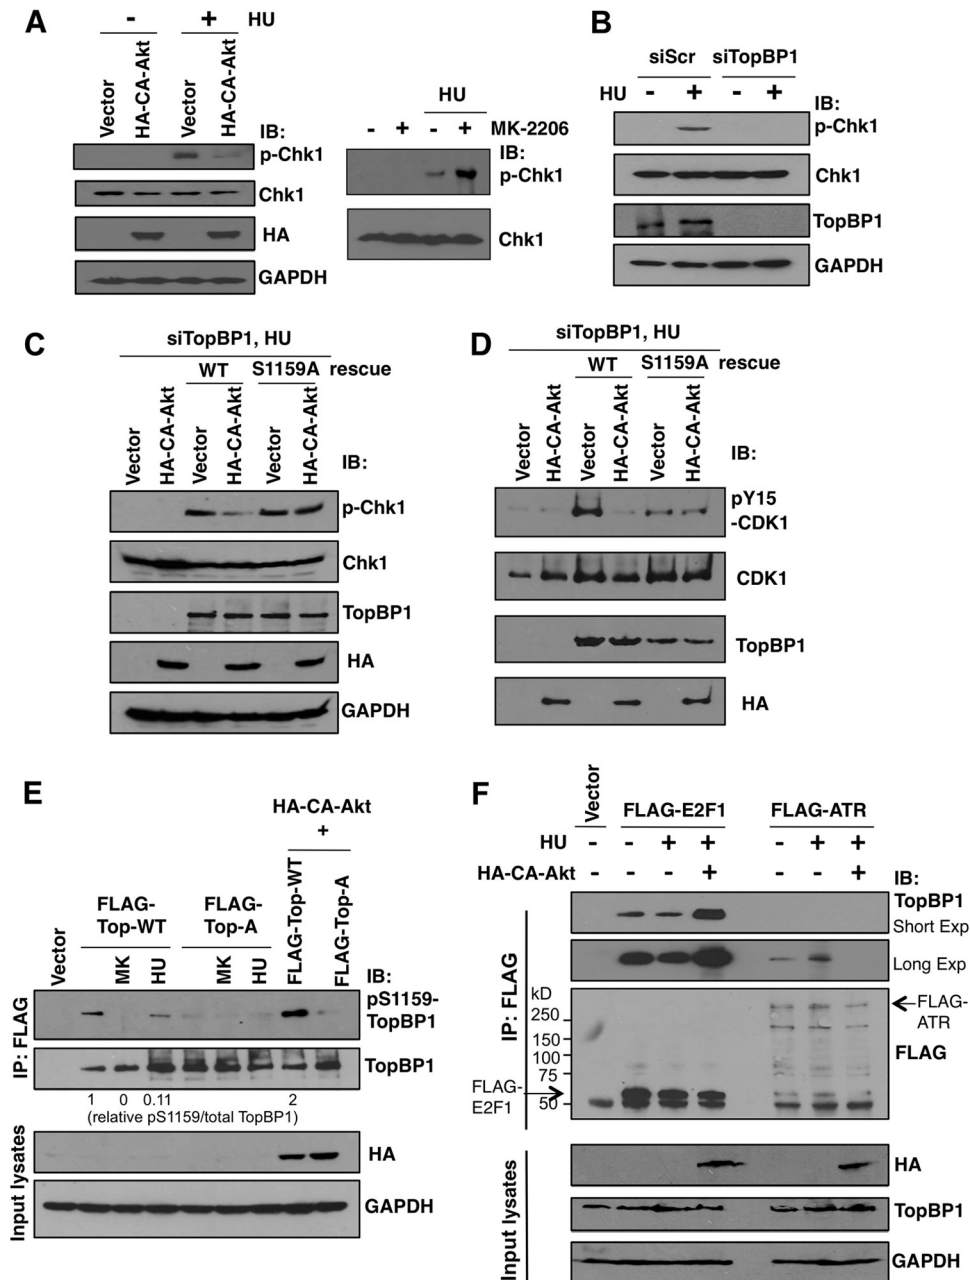 A
- + HU
Vector
HA-CA-Akt
Vector
HA-CA-Akt
IB:
p-Chk1
Chk1
HA
GAPDH
HU
- + - + MK-2206
IB:
p-Chk1
Chk1
B
siScr siTopBP1
HU - + - +
IB:
p-Chk1
Chk1
TopBP1
GAPDH
C
siTopBP1, HU
WT S1159A rescue
Vector
HA-CA-Akt
Vector
HA-CA-Akt
Vector
HA-CA-Akt
IB:
p-Chk1
Chk1
TopBP1
HA
GAPDH
D
siTopBP1, HU
WT S1159A rescue
Vector
HA-CA-Akt
Vector
HA-CA-Akt
Vector
HA-CA-Akt
IB:
pY15
-CDK1
CDK1
TopBP1
HA
E
HA-CA-Akt
+
FLAG-
Top-WT
FLAG-
Top-A
Vector
MK
HU
MK
HU
FLAG-Top-WT
FLAG-Top-A
IB:
IP: FLAG
pS1159-
TopBP1
TopBP1
1 0 0.11 2
(relative pS1159/total TopBP1)
Input lysates
HA
GAPDH
F
Vector
FLAG-E2F1 FLAG-ATR
HU - - + + - + +
HA-CA-Akt - - - + - - +
IB:
IP: FLAG
TopBP1
Short Exp
Long Exp
kD
250
150
100
75
50
FLAG-
ATR
FLAG
FLAG-
E2F1
Input lysates
HA
TopBP1
GAPDH